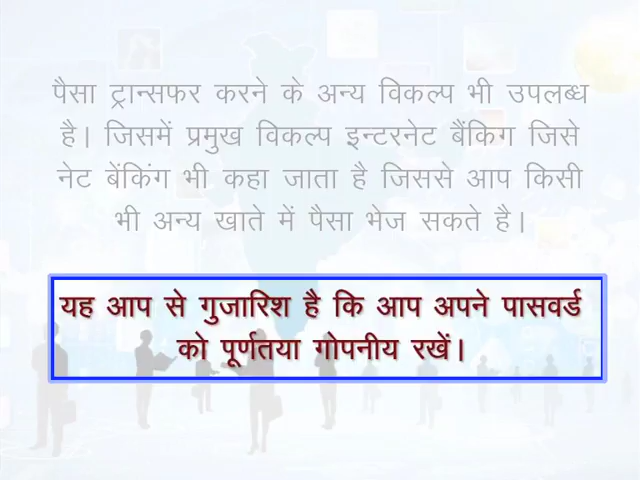 पैसा ट्रान्सफर करने के अन्य विकल्प भी उपलब्ध
है। जिसमें प्रमुख विकल्प इन्टरनेट बैंकिग जिसे
नेट बेंकिंग भी कहा जाता है जिससे आप किसी
भी अन्य खाते में पैसा भेज सकते है।
यह आप से गुजारिश है कि आप अपने पासवर्ड
को पूर्णतया गोपनीय रखें।